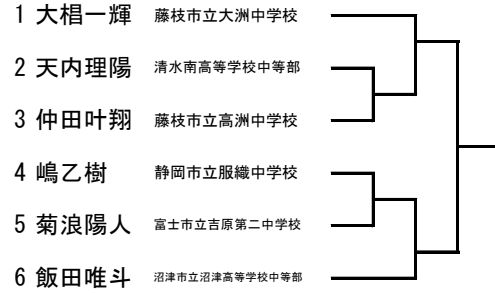 1 大椙一輝 藤枝市立大洲中学校
2 天内理陽 清水南高等学校中等部
3 仲田叶翔 藤枝市立高洲中学校
4 嶋乙樹 静岡市立服織中学校
5 菊浪陽人 富士市立吉原第二中学校
6 飯田唯斗 沼津市立沼津高等学校中等部